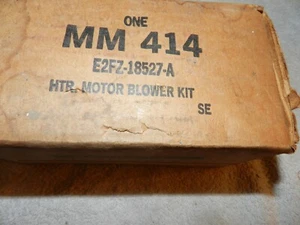 ONE
MM 414
E2FZ-18527-A
HTR. MOTOR BLOWER KIT
SE